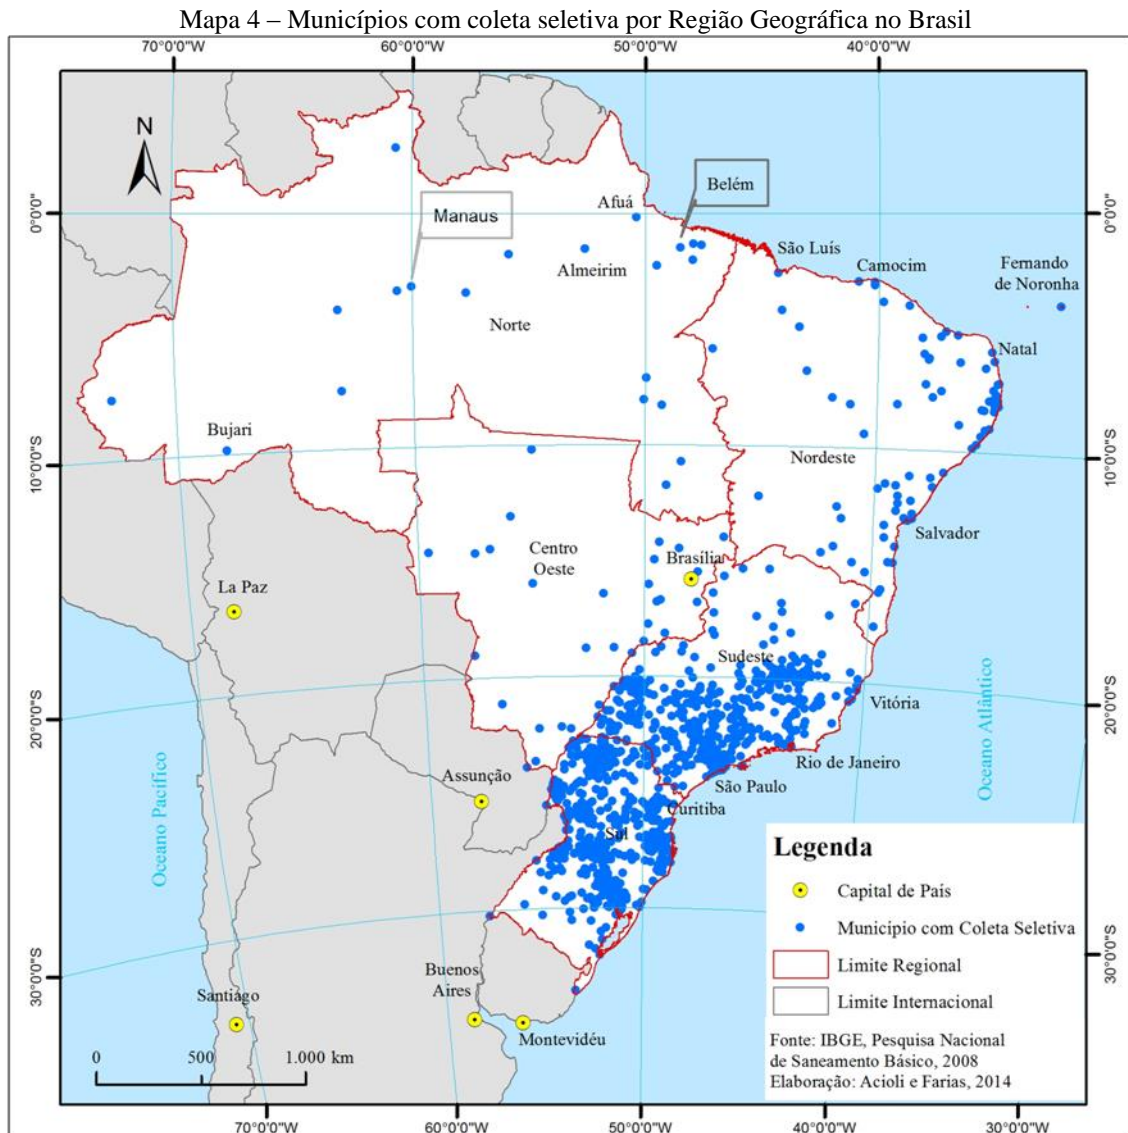 Mapa 4 – Municípios com coleta seletiva por Região Geográfica no Brasil
70°0'0"W
60°0'0"W
50°0'0"W
40°0'0"W
N
0°0'0"
0°0'0"
Manaus
Belém
Afuá
São Luís
Almeirim
Camocim
Fernando
de Noronha
Norte
Natal
Bujari
10°0'0"S
10°0'0"S
Nordeste
Salvador
Centro
Oeste
Brasília
La Paz
Sudeste
Vitória
20°0'0"S
20°0'0"S
Oceano Atlântico
Oceano Pacífico
Rio de Janeiro
Assunção
São Paulo
Curitiba
Sul
Legenda
Capital de País
Municipio com Coleta Seletiva
Limite Regional
Limite Internacional
Fonte: IBGE, Pesquisa Nacional
de Saneamento Básico, 2008
Elaboração: Acioli e Farias, 2014
30°0'0"S
30°0'0"S
Buenos
Aires
Santiago
Montevidéu
0
500
1.000 km
70°0'0"W
60°0'0"W
50°0'0"W
40°0'0"W
30°0'0"W